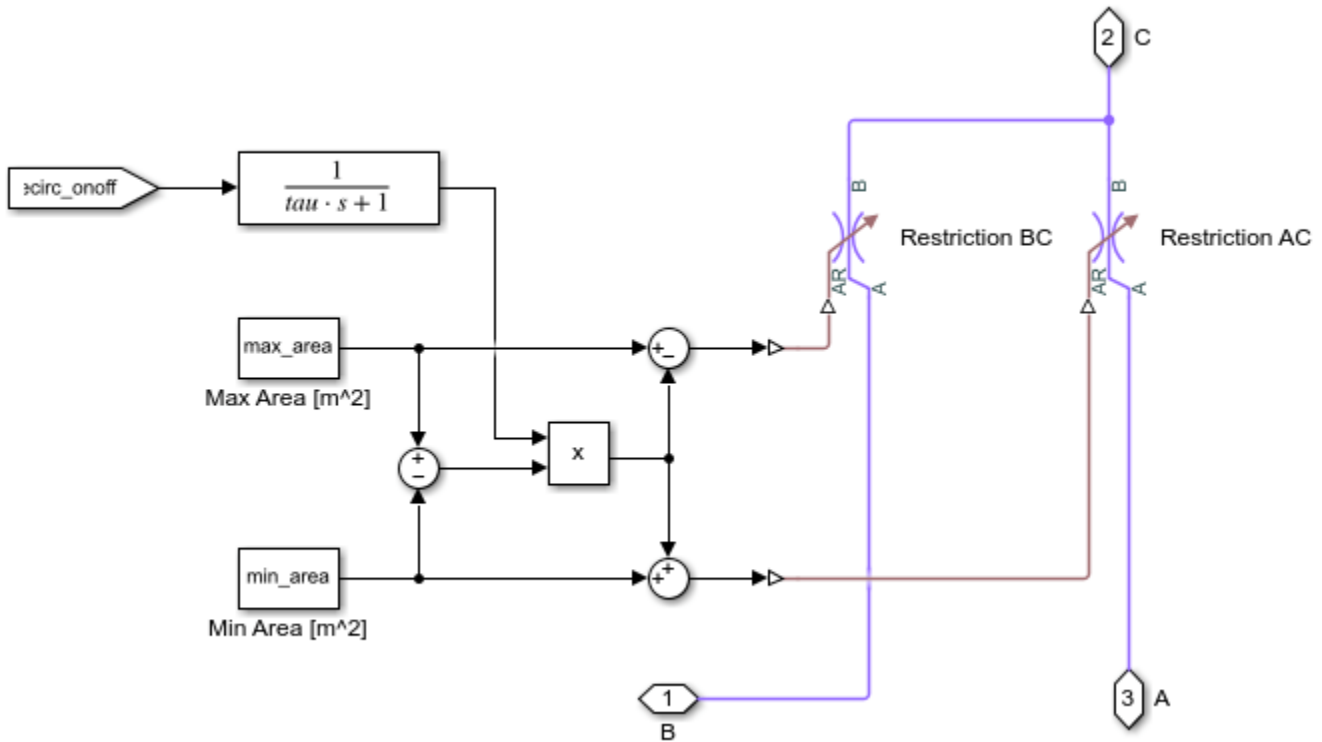 2 C
B
B
1
tau · s + 1
ecirc_onoff
Restriction BC
Restriction AC
AR
A
AR
A
max_area
+
−
Max Area [m^2]
+
−
x
min_area
+
+
Min Area [m^2]
1
B
3 A